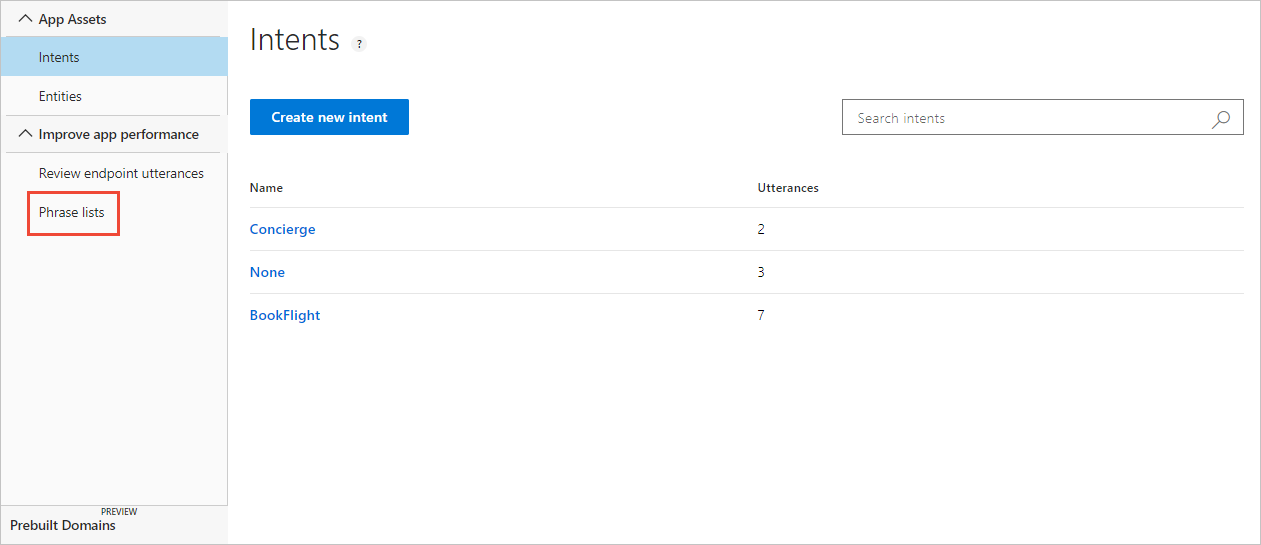 App Assets
Intents
Entities
Improve app performance
Review endpoint utterances
Phrase lists
PREVIEW
Prebuilt Domains
Intents ?
Create new intent
Search intents
Name Utterances
Concierge 2
None 3
BookFlight 7